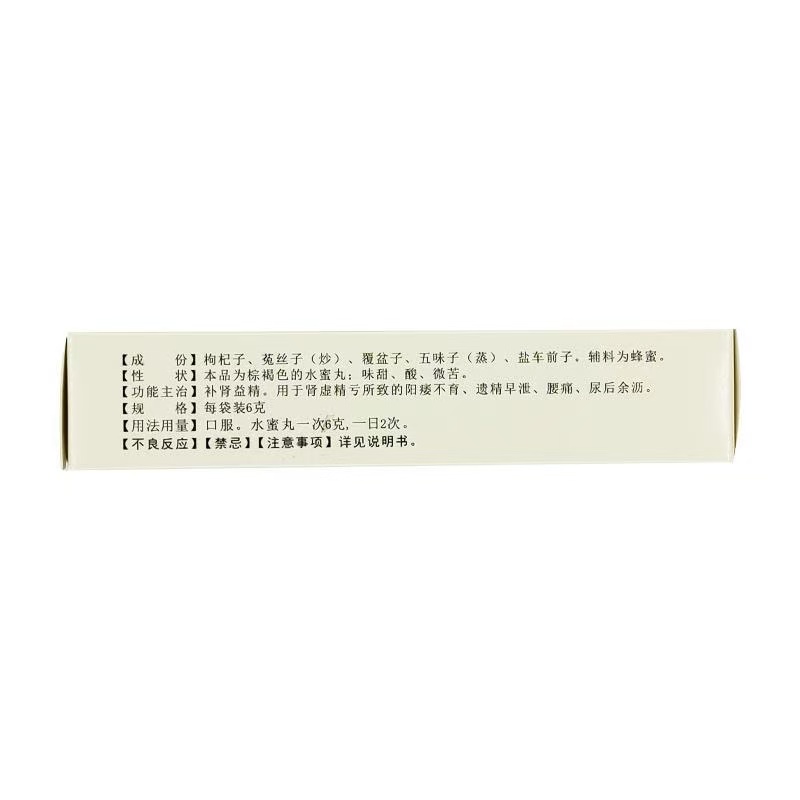 【成　　份】枸杞子、菟丝子（炒）、覆盆子、五味子（蒸）、盐车前子。辅料为蜂蜜。
【性　　状】本品为棕褐色的水蜜丸；味甜、酸、微苦。
【功能主治】补肾益精。用于肾虚精亏所致的阳痿不育、遗精早泄、腰痛、尿后余沥。
【规　　格】每袋装6克
【用法用量】口服。水蜜丸一次6克,一日2次。
【不良反应】【禁忌】【注意事项】详见说明书。